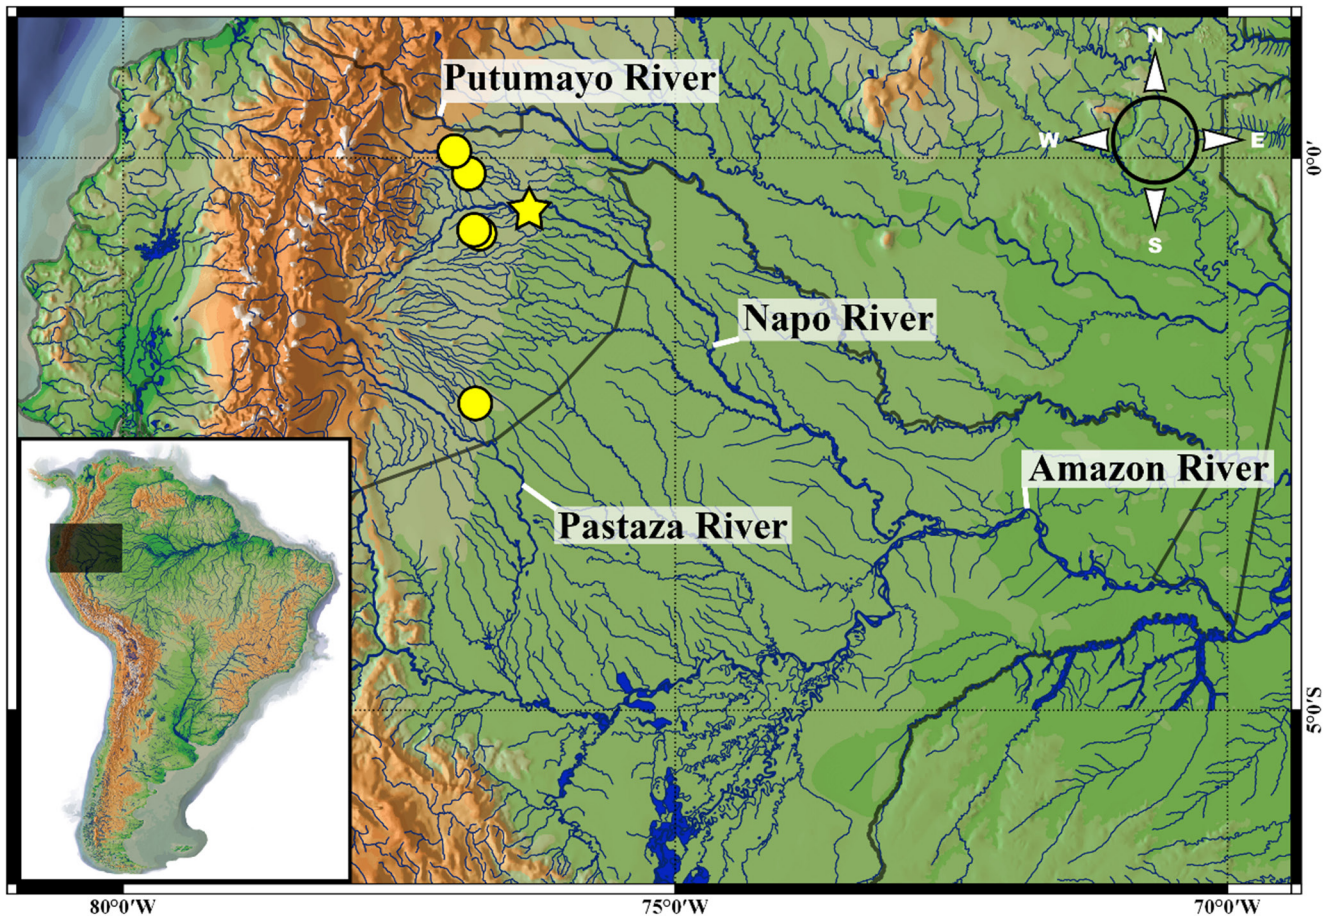 N
Putumayo River
W
E
0°0'
S
Napo River
Amazon River
Pastaza River
5°0'S
80°0'W
75°0'W
70°0'W